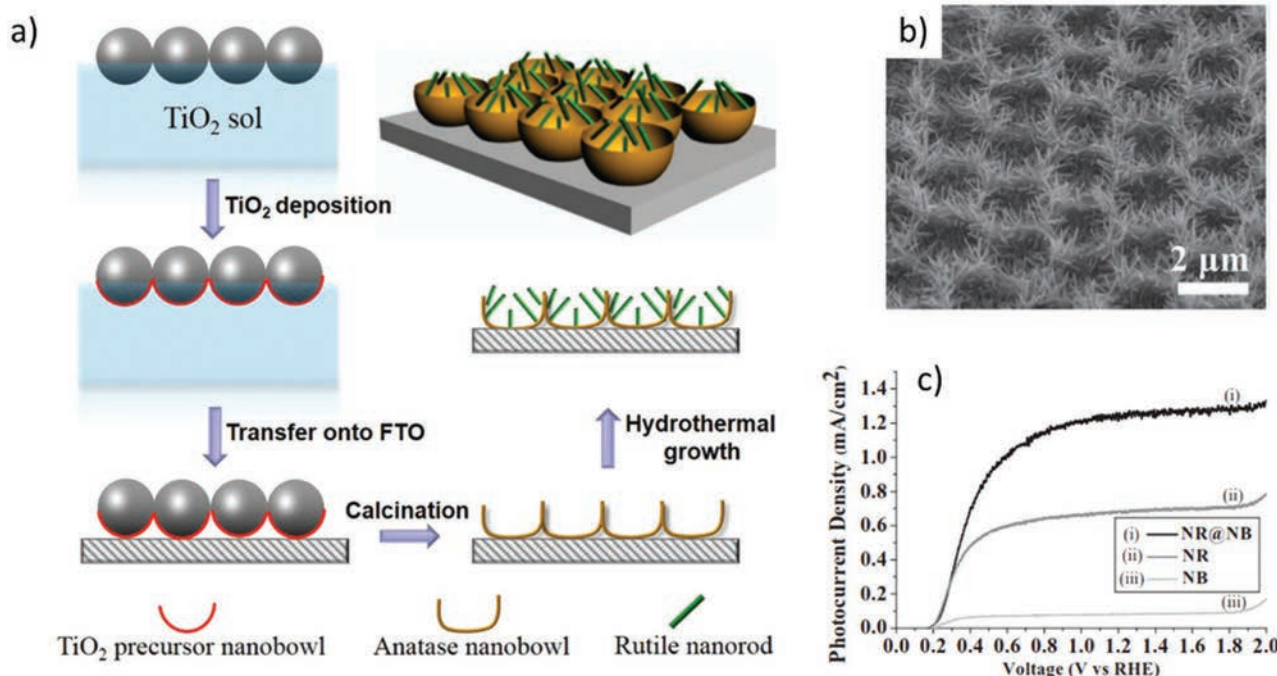 a)
TiO₂ sol
TiO₂ deposition
Transfer onto FTO
Calcination
Hydrothermal
growth
TiO₂ precursor nanobowl
Anatase nanobowl
Rutile nanorod
b)
2 µm
c)
Photocurrent Density (mA/cm²)
1.4
1.2
1.0
0.8
0.6
0.4
0.2
0.0
(i)
(ii)
(iii)
(i) NR@NB
(ii) NR
(iii) NB
0.0 0.2 0.4 0.6 0.8 1.0 1.2 1.4 1.6 1.8 2.0
Voltage (V vs RHE)